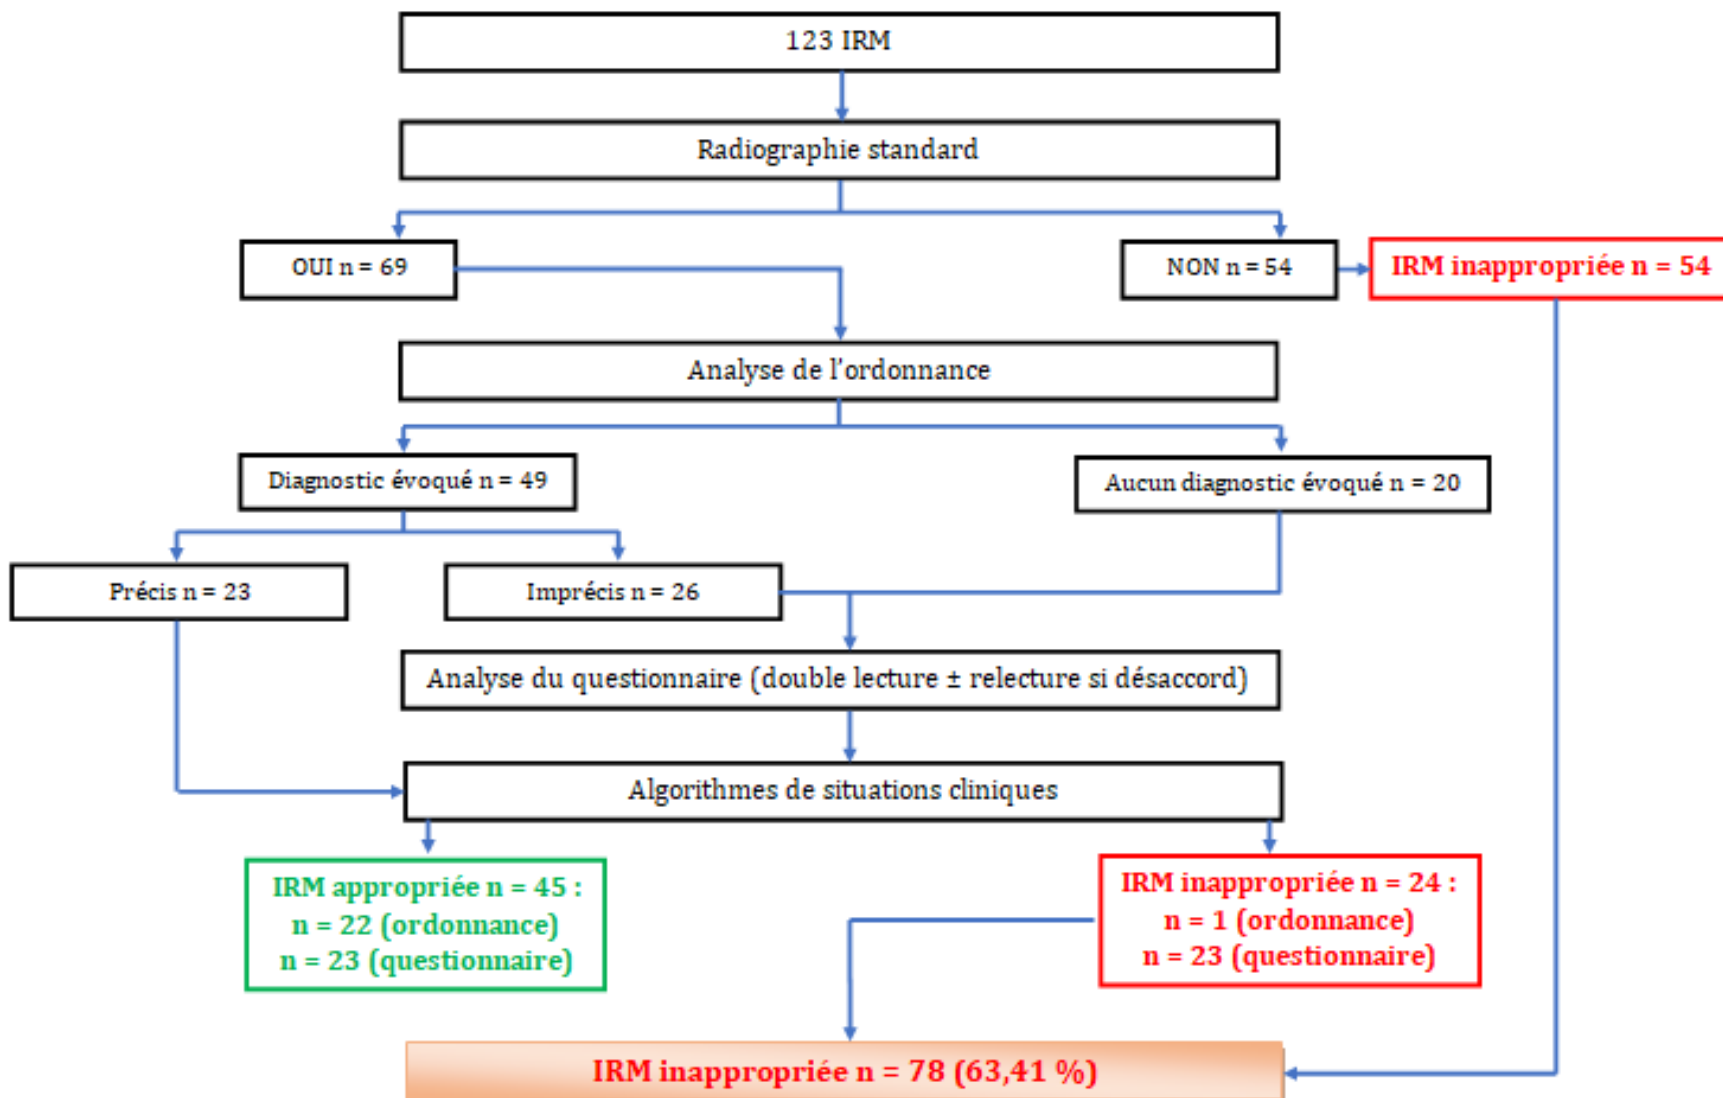 123 IRM
Radiographie standard
OUI n = 69
NON n = 54
IRM inappropriée n = 54
Analyse de l'ordonnance
Diagnostic évoqué n = 49
Aucun diagnostic évoqué n = 20
Précis n = 23
Imprécis n = 26
Analyse du questionnaire (double lecture ± relecture si désaccord)
Algorithmes de situations cliniques
IRM appropriée n = 45 :
n = 22 (ordonnance)
n = 23 (questionnaire)
IRM inappropriée n = 24 :
n = 1 (ordonnance)
n = 23 (questionnaire)
IRM inappropriée n = 78 (63,41 %)